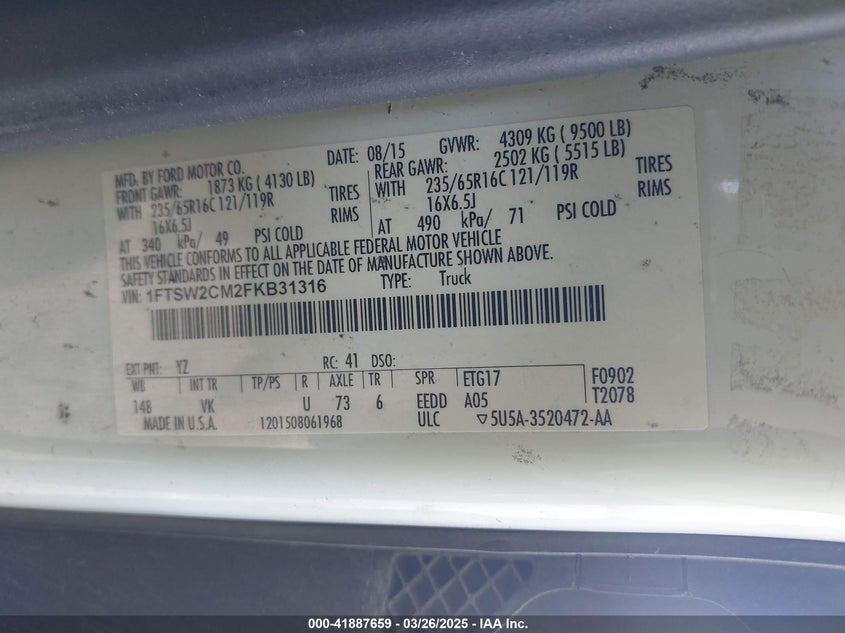 MFD. BY FORD MOTOR CO.
DATE: 08/15
GVWR: 4309 KG ( 9500 LB)
FRONT GAWR: 1873 KG ( 4130 LB)
REAR GAWR: 2502 KG ( 5515 LB)
WITH 235/65R16C 121/119R TIRES
WITH 235/65R16C 121/119R TIRES
16X6.5J RIMS
16X6.5J RIMS
AT 340 kPa/ 49 PSI COLD
AT 490 kPa/ 71 PSI COLD
THIS VEHICLE CONFORMS TO ALL APPLICABLE FEDERAL MOTOR VEHICLE
SAFETY STANDARDS IN EFFECT ON THE DATE OF MANUFACTURE SHOWN ABOVE.
VIN: 1FTSW2CM2FKB31316
TYPE: Truck
EXT PNT: YZ RC: 41 DSO:
WB INT TR TP/PS R AXLE TR SPR ETG17 F0902
148 VK U 73 6 EEDD A05 T2078
MADE IN U.S.A. 1201508061968 ULC ▽5U5A-3520472-AA
000-41887659 - 03/26/2025 - IAA Inc.